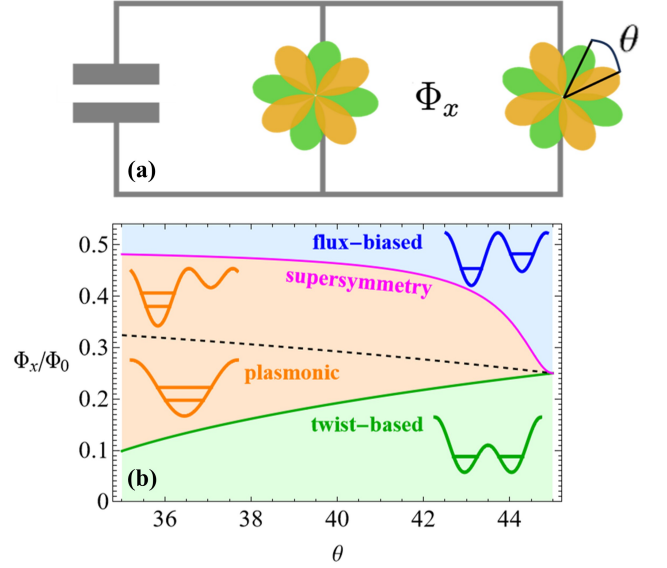 θ
Φx
(a)
0.5
0.4
0.3
0.2
0.1
0
Φx/Φ0
flux-biased
supersymmetry
plasmonic
twist-based
(b)
36 38 40 42 44
θ